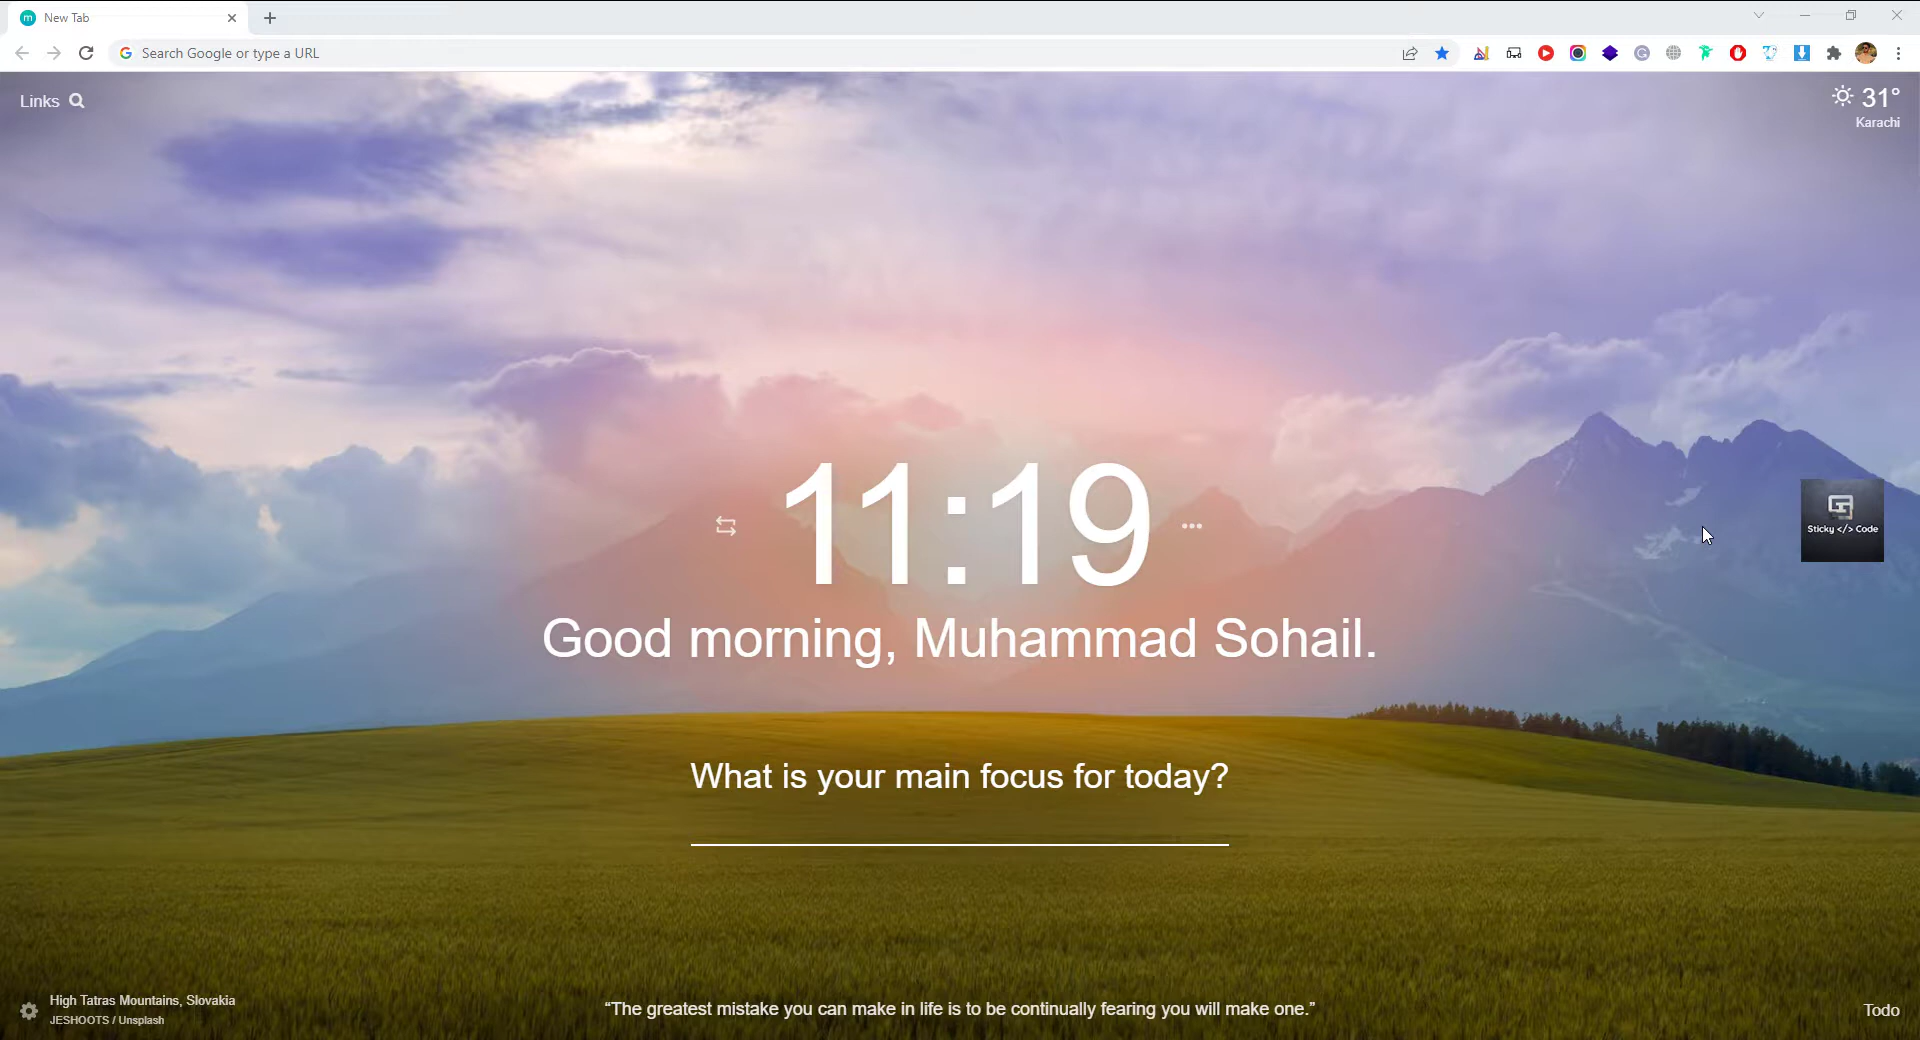 New Tab
Search Google or type a URL
Links
31°
Karachi
11:19
Sticky </> Code
Good morning, Muhammad Sohail.
What is your main focus for today?
High Tatras Mountains, Slovakia
JESHOOTS / Unsplash
“The greatest mistake you can make in life is to be continually fearing you will make one.”
Todo